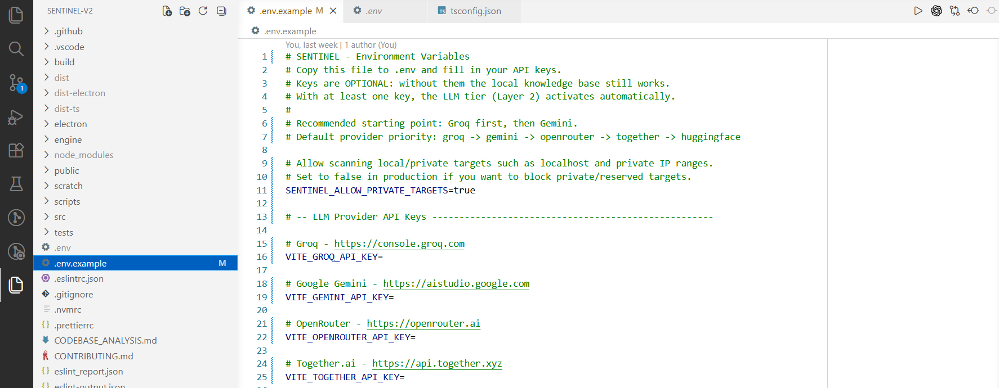 SENTINEL-V2
.github
.vscode
build
dist
dist-electron
dist-ts
electron
engine
node_modules
public
scratch
scripts
src
tests
.env
.env.example M
.eslintrc.json
.gitignore
.nvmrc
.prettierrc
CODEBASE_ANALYSIS.md
CONTRIBUTING.md
eslint_report.json
eslint-output.json
1
.env.example M
.env
TS tsconfig.json
.env.example
You, last week | 1 author (You)
1 # SENTINEL - Environment Variables
2 # Copy this file to .env and fill in your API keys.
3 # Keys are OPTIONAL: without them the local knowledge base still works.
4 # With at least one key, the LLM tier (Layer 2) activates automatically.
5 #
6 # Recommended starting point: Groq first, then Gemini.
7 # Default provider priority: groq -> gemini -> openrouter -> together -> huggingface
8
9 # Allow scanning local/private targets such as localhost and private IP ranges.
10 # Set to false in production if you want to block private/reserved targets.
11 SENTINEL_ALLOW_PRIVATE_TARGETS=true
12
13 # -- LLM Provider API Keys ----------------------------------------------------
14
15 # Groq - https://console.groq.com
16 VITE_GROQ_API_KEY=
17
18 # Google Gemini - https://aistudio.google.com
19 VITE_GEMINI_API_KEY=
20
21 # OpenRouter - https://openrouter.ai
22 VITE_OPENROUTER_API_KEY=
23
24 # Together.ai - https://api.together.xyz
25 VITE_TOGETHER_API_KEY=